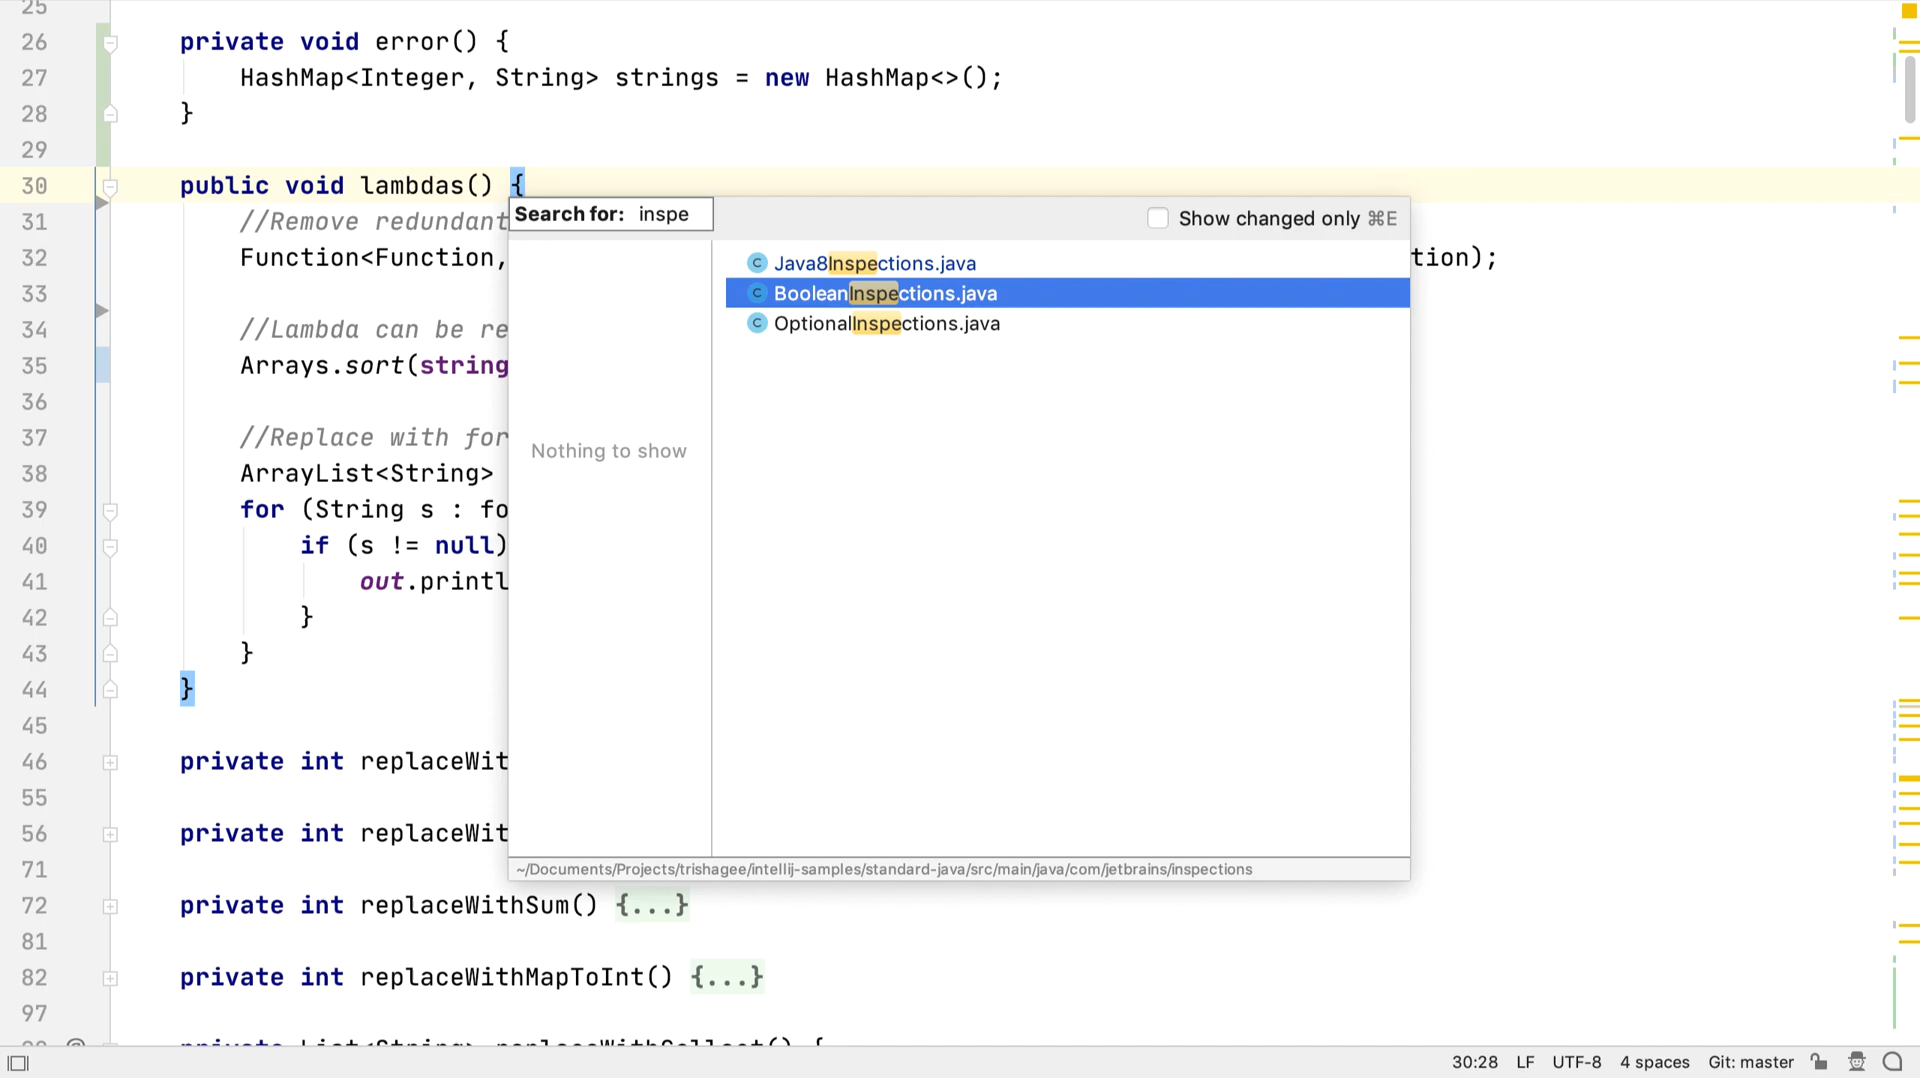 25
26 private void error() {
27 HashMap<Integer, String> strings = new HashMap<>();
28 }
29
30 public void lambdas() {
31 //Remove redundant
32 Function<Function, tion);
33
34 //Lambda can be re
35 Arrays.sort(string
36
37 //Replace with for
38 ArrayList<String>
39 for (String s : fo
40 if (s != null)
41 out.printl
42 }
43 }
44 }
45
46 private int replaceWit
55
56 private int replaceWit
71
72 private int replaceWithSum() {...}
81
82 private int replaceWithMapToInt() {...}
97
private List<String> replaceWithCollect() {
Search for: inspe
Show changed only ⌘E
Java8Inspections.java
BooleanInspections.java
OptionalInspections.java
Nothing to show
~/Documents/Projects/trishagee/intellij-samples/standard-java/src/main/java/com/jetbrains/inspections
30:28 LF UTF-8 4 spaces Git: master